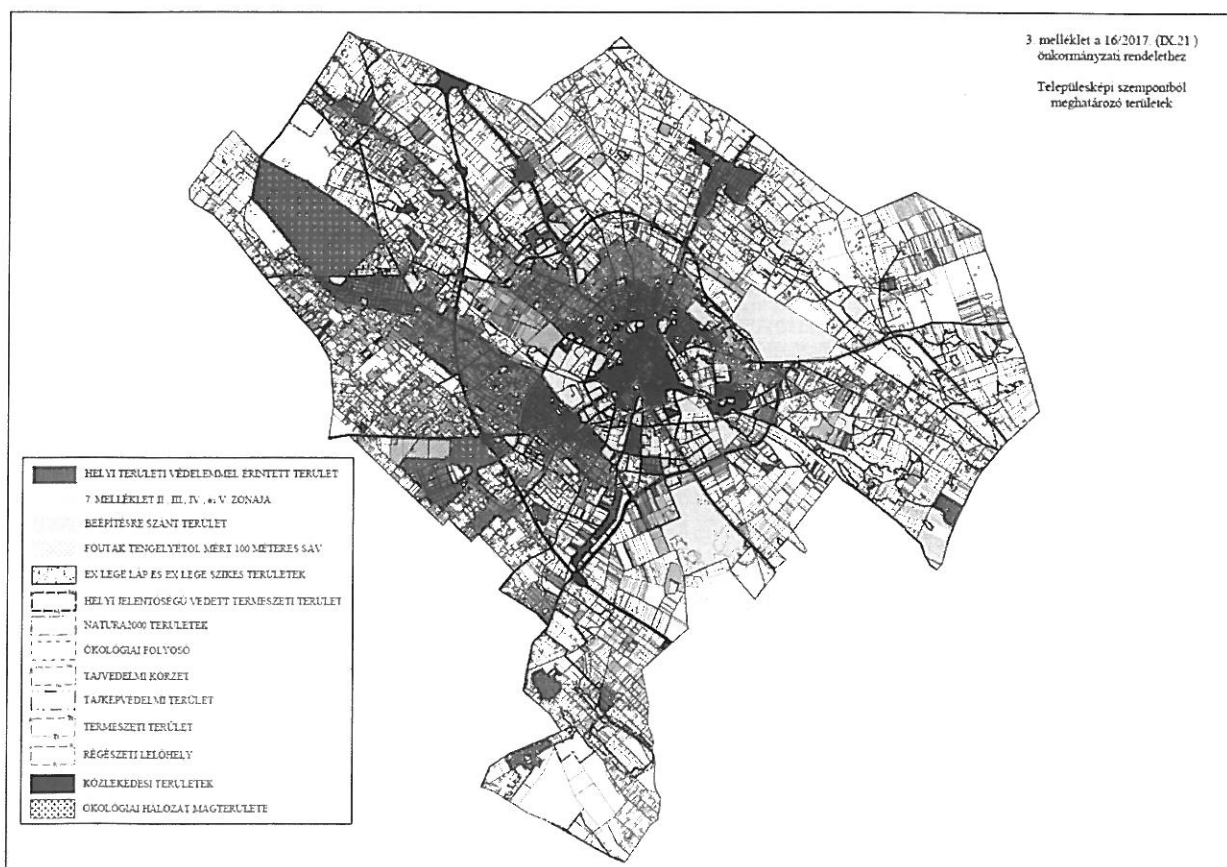 3. melléklet a 16/2017. (IX.21 )
önkormányzati rendelethez
Településképi szempontból
meghatározó területek
HELYI TERÜLETI VÉDELEMMEL ÉRINTETT TERÜLET
7 MELLÉKLET II , III, IV , és V ZÓNÁJA
BEÉPÍTÉSRE SZÁNT TERÜLET
FŐUTAK TENGELYÉTŐL MÉRT 100 MÉTERES SÁV
EX LEGE LÁP ÉS EX LEGE SZIKES TERÜLETEK
HELYI JELENTŐSÉGŰ VÉDETT TERMÉSZETI TERÜLET
NATURA2000 TERÜLETEK
ÖKOLÓGIAI FOLYOSÓ
TÁJVÉDELMI KÖRZET
TÁJKÉPVÉDELMI TERÜLET
TERMÉSZETI TERÜLET
RÉGÉSZETI LELŐHELY
KÖZLEKEDÉSI TERÜLETEK
ÖKOLÓGIAI HÁLÓZAT MAGTERÜLETE